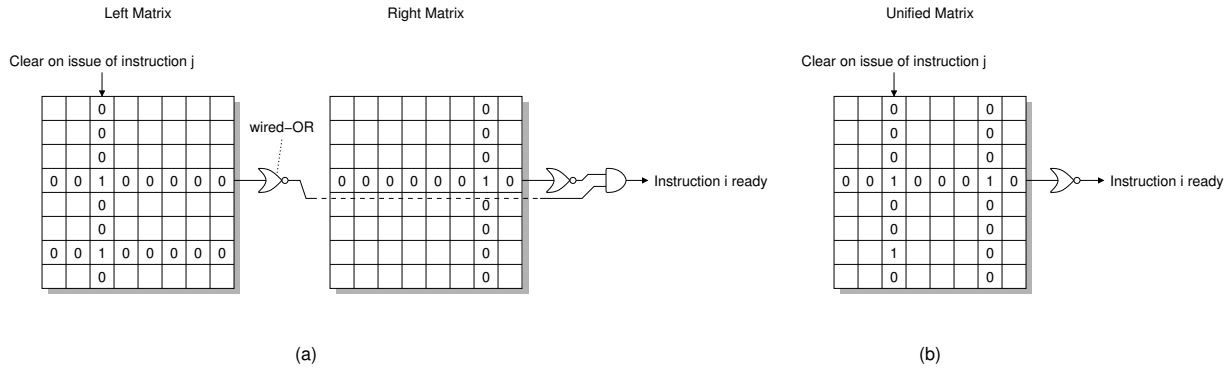 Left Matrix
Right Matrix
Unified Matrix
Clear on issue of instruction j
Clear on issue of instruction j
wired−OR
0
0
0
0
0
0
0
0
0
0
0
0
0 0 1 0 0 0 0 0
0 0 0 0 0 0 1 0
Instruction i ready
0 0 1 0 0 0 1 0
Instruction i ready
0
0
0
0
0
0
0
0
0 0 1 0 0 0 0 0
0
1
0
0
0
0
0
(a)
(b)